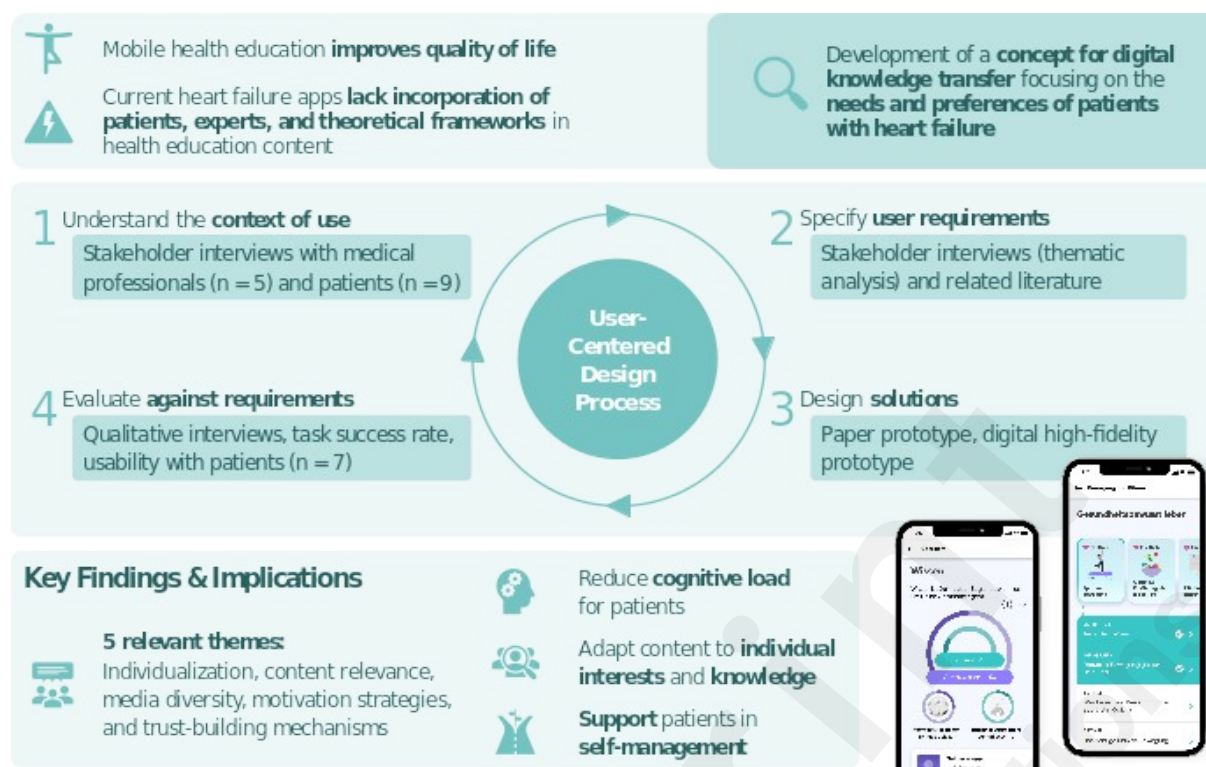 Mobile health education improves quality of life
Current heart failure apps lack incorporation of
patients, experts, and theoretical frameworks in
health education content
Development of a concept for digital
knowledge transfer focusing on the
needs and preferences of patients
with heart failure
1 Understand the context of use
Stakeholder interviews with medical
professionals (n = 5) and patients (n = 9)
2 Specify user requirements
Stakeholder interviews (thematic
analysis) and related literature
User-
Centered
Design
Process
4 Evaluate against requirements
Qualitative interviews, task success rate,
usability with patients (n = 7)
3 Design solutions
Paper prototype, digital high-fidelity
prototype
Key Findings & Implications
5 relevant themes:
Individualization, content relevance,
media diversity, motivation strategies,
and trust-building mechanisms
Reduce cognitive load
for patients
Adapt content to individual
interests and knowledge
Support patients in
self-management